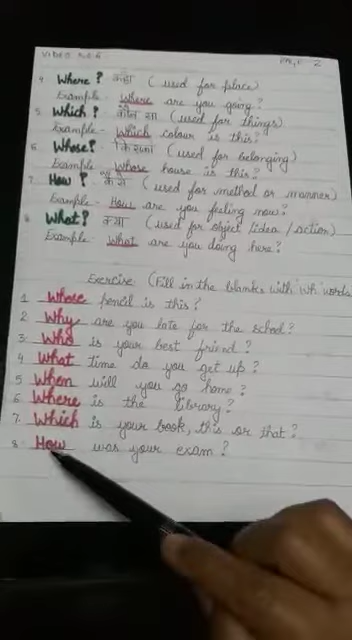 VIDEO NO.6 PAGE-2
4. Where? कहाँ (used for place)
Example- Where are you going?
5. Which? कौन सा (used for things)
Example- Which colour is this?
6. Whose? किसका (used for belonging)
Example- Whose house is this?
7. How? कैसे (used for method or manner)
Example- How are you feeling now?
8. What? क्या (used for object/idea/action)
Example- What are you doing here?
Exercise (Fill in the blanks with 'wh' words
1. Whose pencil is this?
2. Why are you late for the school?
3. Who is your best friend?
4. What time do you get up?
5. When will you go home?
6. Where is the library?
7. Which is your book, this or that?
8. How was your exam?